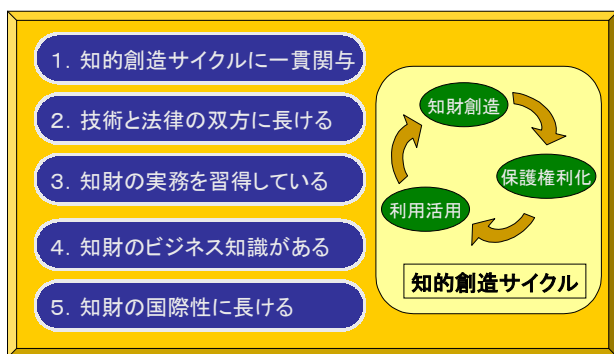 1．知的創造サイクルに一貫関与
2．技術と法律の双方に長ける
3．知財の実務を習得している
4．知財のビジネス知識がある
5．知財の国際性に長ける
知財創造
保護権利化
利用活用
知的創造サイクル